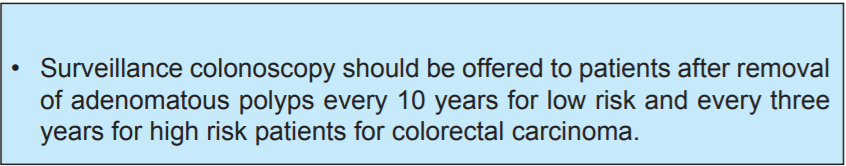 • Surveillance colonoscopy should be offered to patients after removal
of adenomatous polyps every 10 years for low risk and every three
years for high risk patients for colorectal carcinoma.